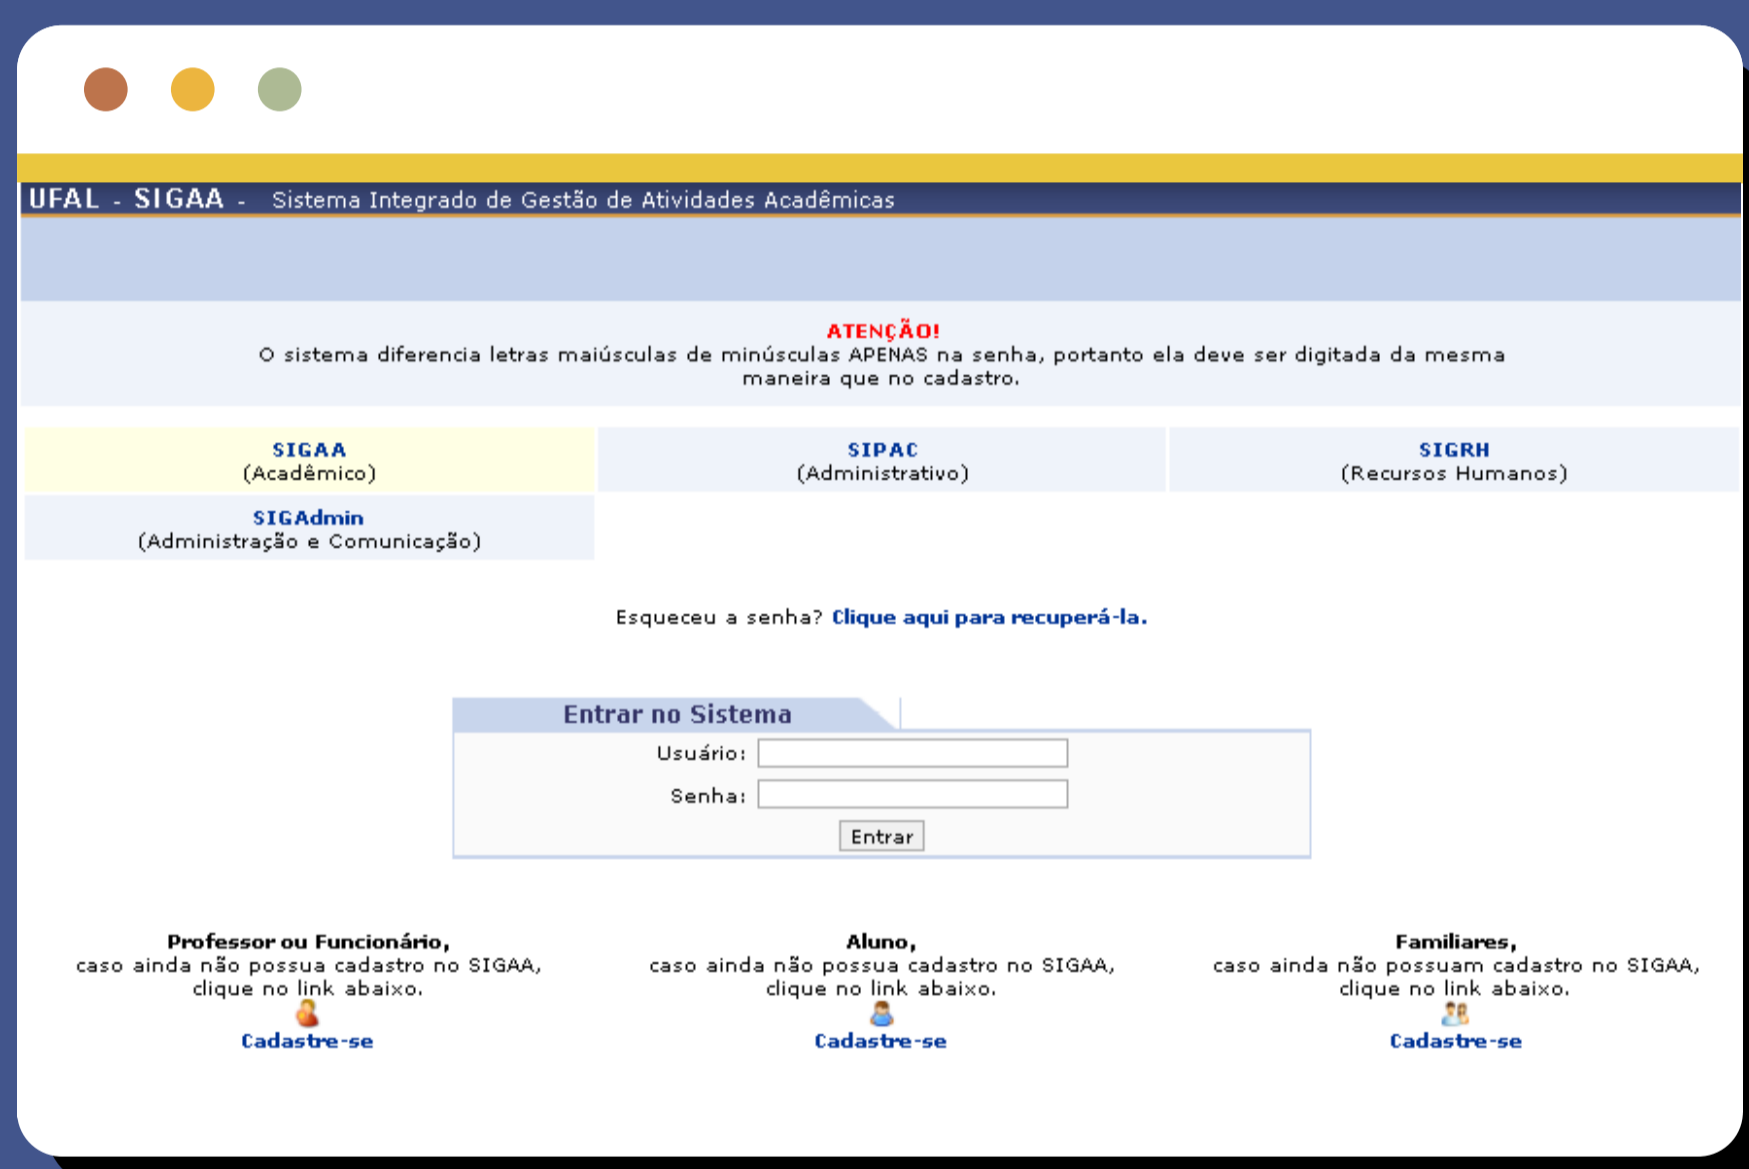 UFAL - SIGAA - Sistema Integrado de Gestão de Atividades Acadêmicas
ATENÇÃO!
O sistema diferencia letras maiúsculas de minúsculas APENAS na senha, portanto ela deve ser digitada da mesma
maneira que no cadastro.
SIGAA
(Acadêmico)
SIPAC
(Administrativo)
SIGRH
(Recursos Humanos)
SIGAdmin
(Administração e Comunicação)
Esqueceu a senha? Clique aqui para recuperá-la.
Entrar no Sistema
Usuário:
Senha:
Entrar
Professor ou Funcionário,
caso ainda não possua cadastro no SIGAA,
clique no link abaixo.
Cadastre-se
Aluno,
caso ainda não possua cadastro no SIGAA,
clique no link abaixo.
Cadastre-se
Familiares,
caso ainda não possuam cadastro no SIGAA,
clique no link abaixo.
Cadastre-se